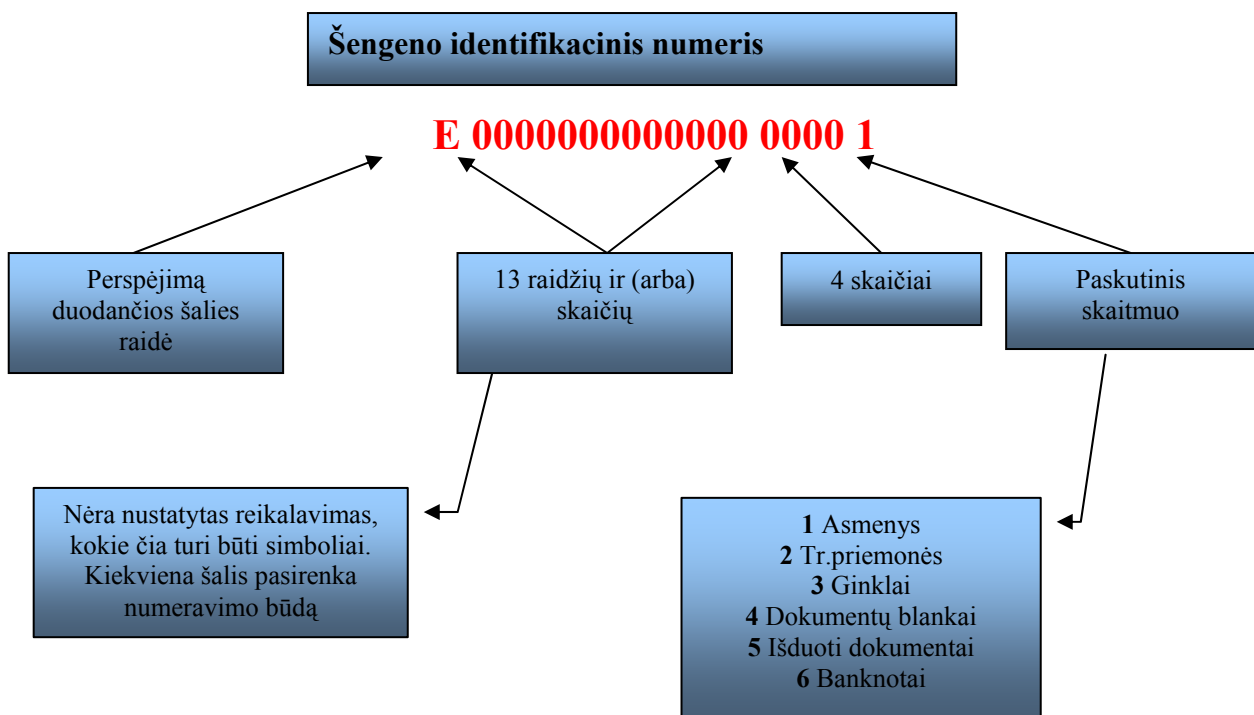 Šengeno identifikacinis numeris
E 0000000000000 0000 1
Perspėjimą
duodančios šalies
raidė
13 raidžių ir (arba)
skaičių
4 skaičiai
Paskutinis
skaitmuo
Nėra nustatytas reikalavimas,
kokie čia turi būti simboliai.
Kiekviena šalis pasirenka
numeravimo būdą
1 Asmenys
2 Tr.priemonės
3 Ginklai
4 Dokumentų blankai
5 Išduoti dokumentai
6 Banknotai